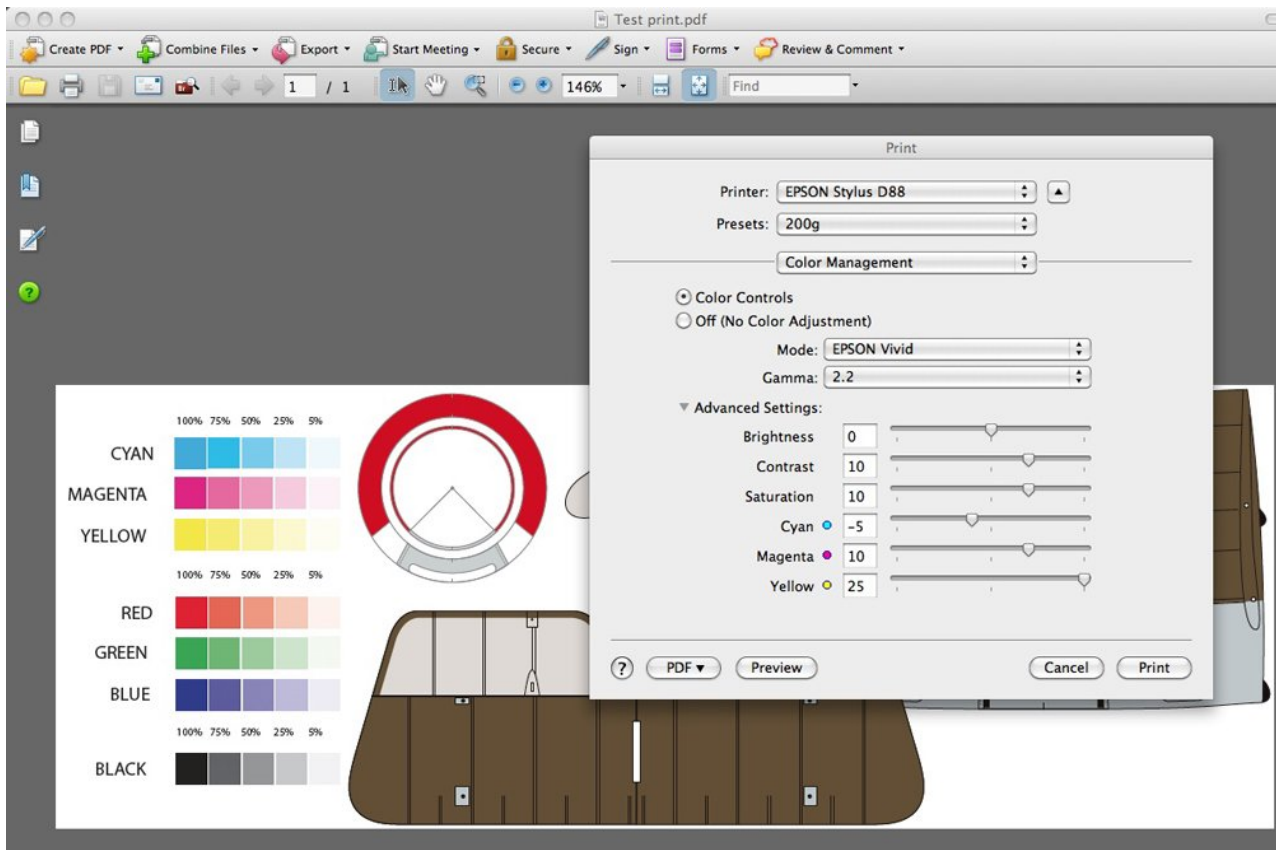 Test print.pdf
Create PDF Combine Files Export Start Meeting Secure Sign Forms Review & Comment
1 / 1 146% Find
Print
Printer: EPSON Stylus D88
Presets: 200g
Color Management
Color Controls
Off (No Color Adjustment)
Mode: EPSON Vivid
Gamma: 2.2
Advanced Settings:
Brightness 0
Contrast 10
Saturation 10
Cyan -5
Magenta 10
Yellow 25
? PDF Preview Cancel Print
100% 75% 50% 25% 5%
CYAN
MAGENTA
YELLOW
100% 75% 50% 25% 5%
RED
GREEN
BLUE
100% 75% 50% 25% 5%
BLACK